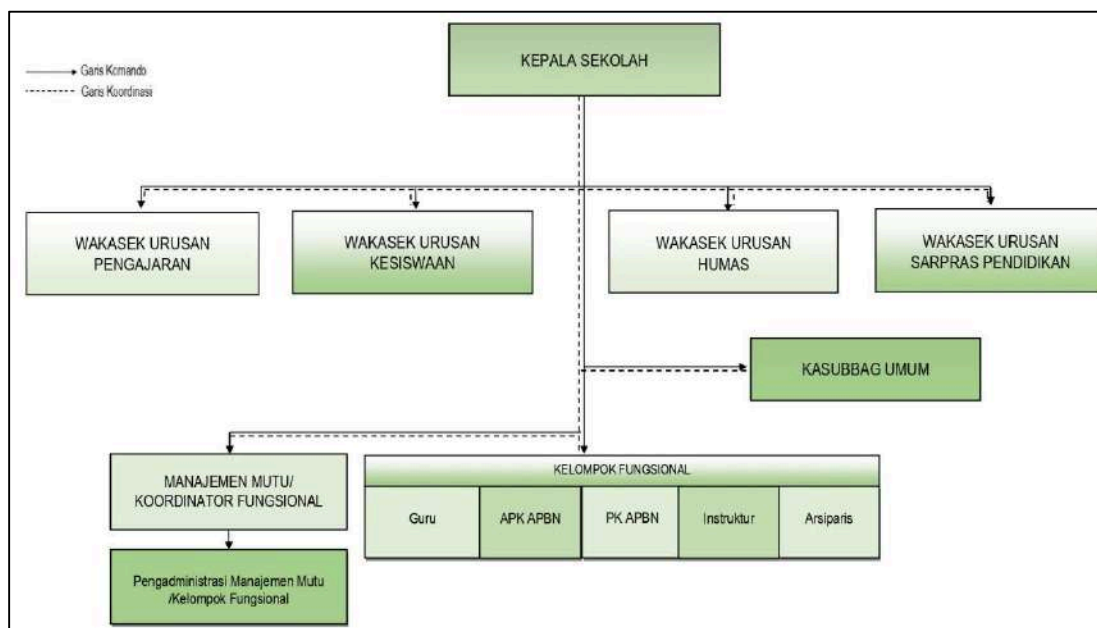 Garis Komando
Garis Koordinasi
KEPALA SEKOLAH
WAKASEK URUSAN
PENGAJARAN
WAKASEK URUSAN
KESISWAAN
WAKASEK URUSAN
HUMAS
WAKASEK URUSAN
SARPRAS PENDIDIKAN
KASUBBAG UMUM
MANAJEMEN MUTU/
KOORDINATOR FUNGSIONAL
KELOMPOK FUNGSIONAL
Guru
APK APBN
PK APBN
Instruktur
Arsiparis
Pengadministrasi Manajemen Mutu
/Kelompok Fungsional